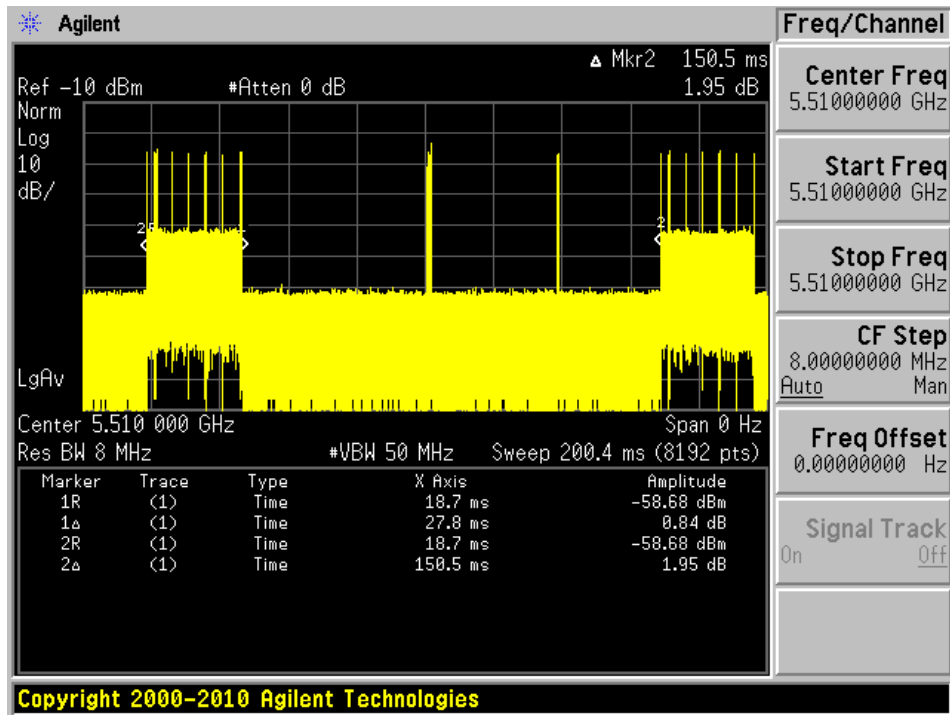 Agilent
Freq/Channel
▵ Mkr2 150.5 ms
Ref -10 dBm #Atten 0 dB 1.95 dB
Norm
Log
10
dB/
LgAv
Center 5.510 000 GHz Span 0 Hz
Res BW 8 MHz #VBW 50 MHz Sweep 200.4 ms (8192 pts)
Marker Trace Type X Axis Amplitude
1R (1) Time 18.7 ms -58.68 dBm
1▵ (1) Time 27.8 ms 0.84 dB
2R (1) Time 18.7 ms -58.68 dBm
2▵ (1) Time 150.5 ms 1.95 dB
Center Freq
5.51000000 GHz
Start Freq
5.51000000 GHz
Stop Freq
5.51000000 GHz
CF Step
8.00000000 MHz
Auto Man
Freq Offset
0.00000000 Hz
Signal Track
On Off
Copyright 2000-2010 Agilent Technologies